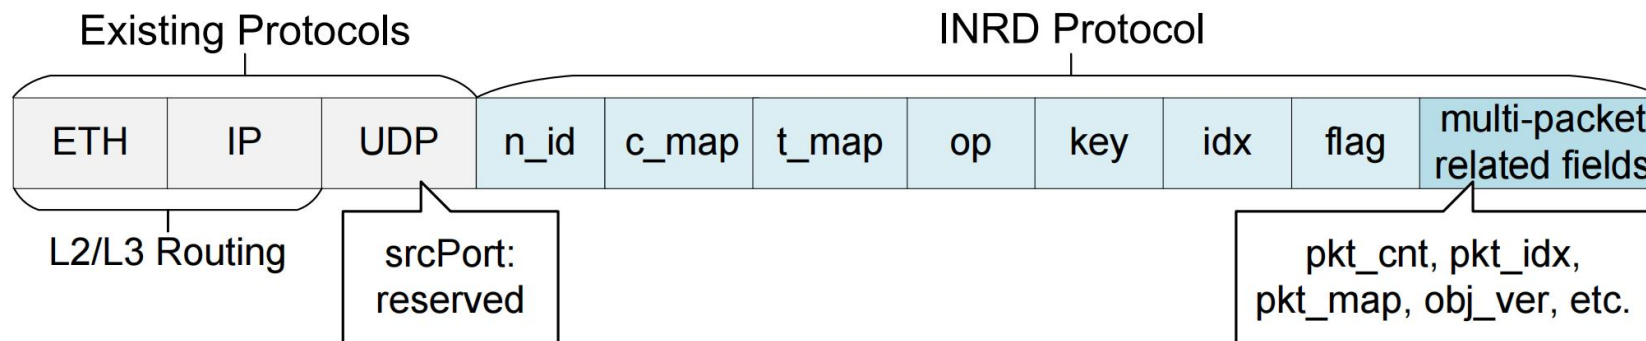 Existing Protocols
INRD Protocol
ETH
IP
UDP
n_id
c_map
t_map
op
key
idx
flag
multi-packet
related fields
L2/L3 Routing
srcPort:
reserved
pkt_cnt, pkt_idx,
pkt_map, obj_ver, etc.